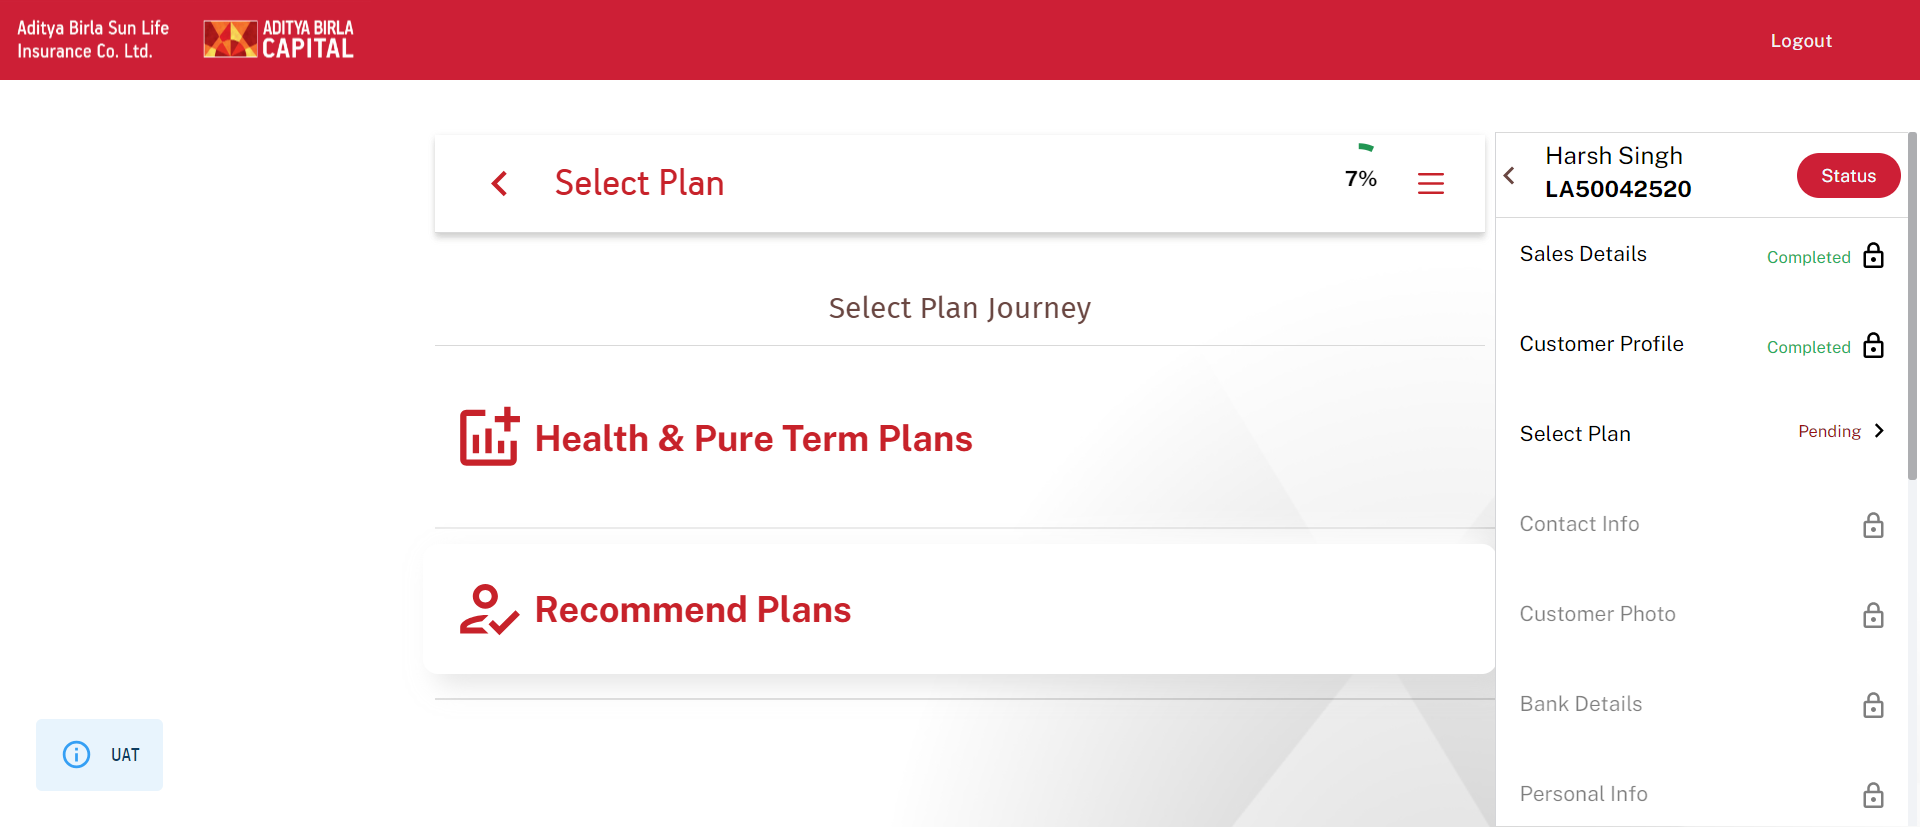 Aditya Birla Sun Life
Insurance Co. Ltd.
ADITYA BIRLA
CAPITAL
Logout
Select Plan
7%
Select Plan Journey
Health & Pure Term Plans
Recommend Plans
UAT
Harsh Singh
LA50042520
Status
Sales Details
Completed
Customer Profile
Completed
Select Plan
Pending
Contact Info
Customer Photo
Bank Details
Personal Info